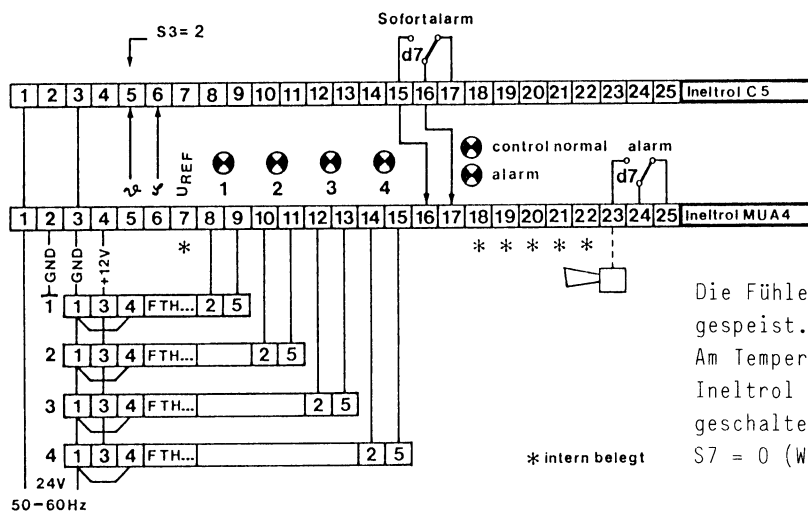 Sofortalarm
S3= 2
d7
1 2 3 4 5 6 7 8 9 10 11 12 13 14 15 16 17 18 19 20 21 22 23 24 25 Ineltrol C 5
control normal
alarm
alarm
d7
ϑ φ UREF 1 2 3 4
1 2 3 4 5 6 7 8 9 10 11 12 13 14 15 16 17 18 19 20 21 22 23 24 25 Ineltrol MUA4
* * * * * *
GND GND +12V
1 1 3 4 FTH... 2 5
2 1 3 4 FTH... 2 5
3 1 3 4 FTH... 2 5
4 1 3 4 FTH... 2 5
24V
50-60Hz
* intern belegt
Die Fühle
gespeist.
Am Temper
Ineltrol
geschalte
S7 = 0 (W